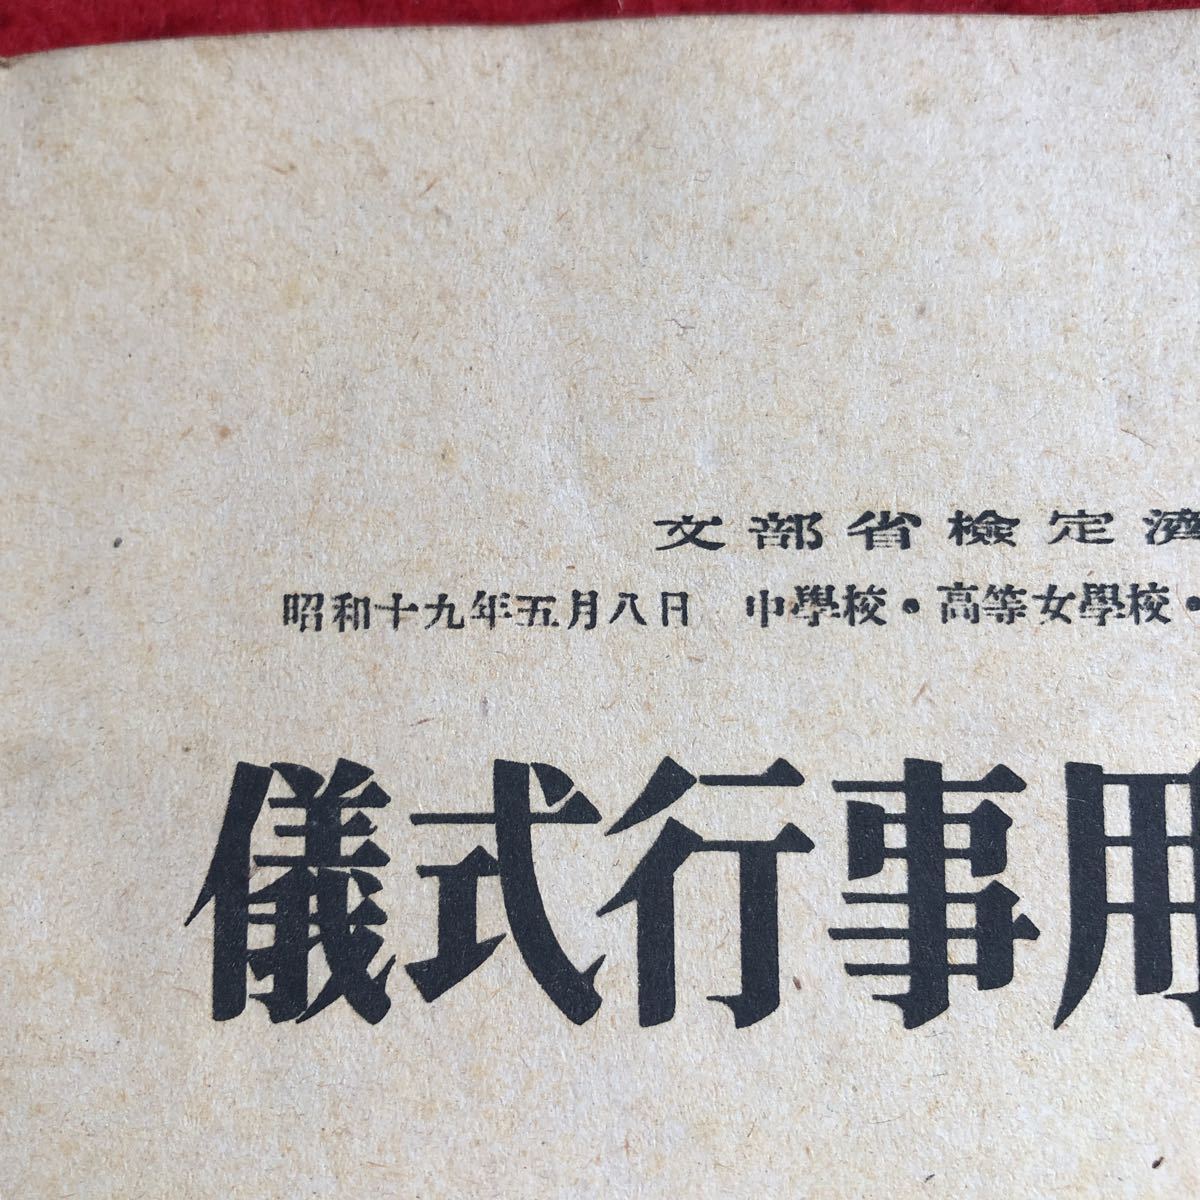 文部省檢定濟
昭和十九年五月八日 中學校・高等女學校・
儀式行事用